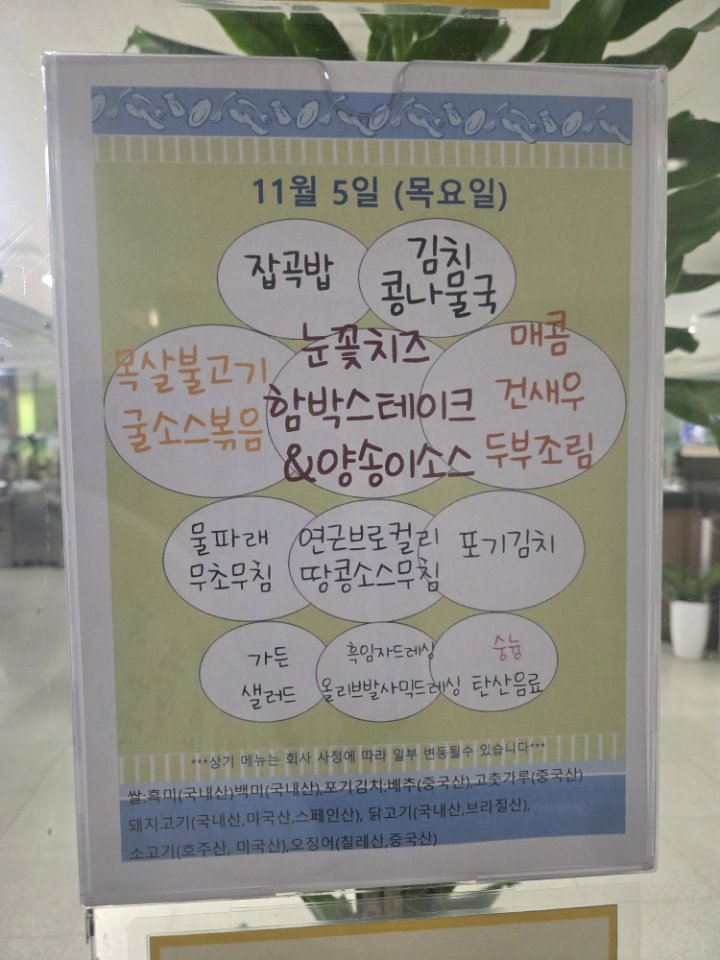 11월 5일 (목요일)
잡곡밥
김치
콩나물국
목살불고기
굴소스볶음
눈꽃치즈
함박스테이크
&양송이소스
매콤
건새우
두부조림
물파래
무초무침
연근브로컬리
땅콩소스무침
포기김치
가든
샐러드
흑임자드레싱
올리브발사믹드레싱
숭늉
탄산음료
***상기 메뉴는 회사 사정에 따라 일부 변동될수 있습니다***
쌀:흑미(국내산)백미(국내산),포기김치:배추(중국산),고춧가루(중국산)
돼지고기(국내산,미국산,스페인산), 닭고기(국내산,브라질산),
소고기(호주산, 미국산),오징어(칠레산,중국산)